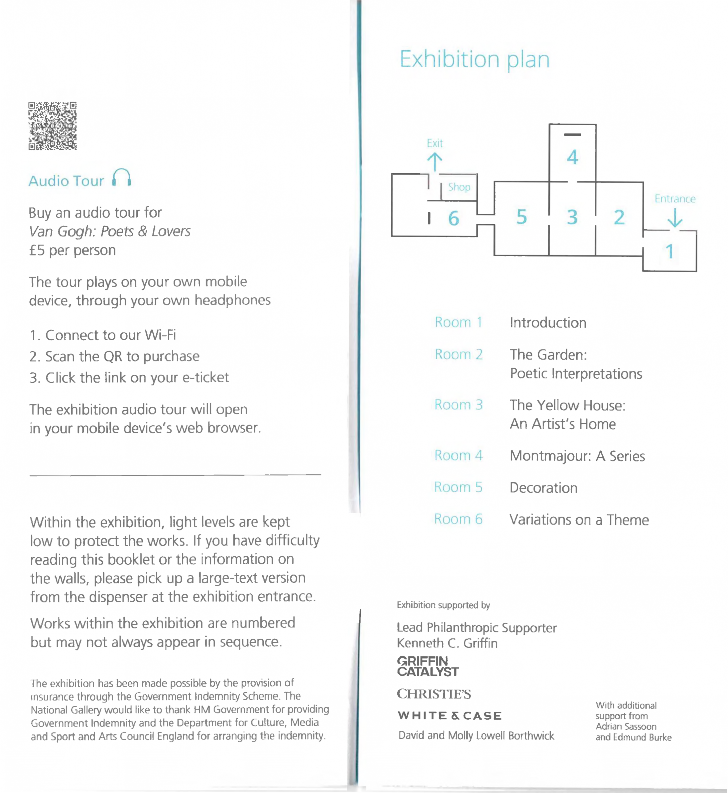 Audio Tour
Buy an audio tour for
Van Gogh: Poets & Lovers
£5 per person
The tour plays on your own mobile
device, through your own headphones
1. Connect to our Wi-Fi
2. Scan the QR to purchase
3. Click the link on your e-ticket
The exhibition audio tour will open
in your mobile device's web browser.
Within the exhibition, light levels are kept
low to protect the works. If you have difficulty
reading this booklet or the information on
the walls, please pick up a large-text version
from the dispenser at the exhibition entrance.
Works within the exhibition are numbered
but may not always appear in sequence.
The exhibition has been made possible by the provision of
insurance through the Government Indemnity Scheme. The
National Gallery would like to thank HM Government for providing
Government Indemnity and the Department for Culture, Media
and Sport and Arts Council England for arranging the indemnity.
Exhibition plan
Exit
Shop
4
Entrance
6
5
3
2
1
Room 1 Introduction
Room 2 The Garden:
Poetic Interpretations
Room 3 The Yellow House:
An Artist's Home
Room 4 Montmajour: A Series
Room 5 Decoration
Room 6 Variations on a Theme
Exhibition supported by
Lead Philanthropic Supporter
Kenneth C. Griffin
GRIFFIN
CATALYST
CHRISTIE'S
WHITE & CASE
David and Molly Lowell Borthwick
With additional
support from
Adrian Sassoon
and Edmund Burke